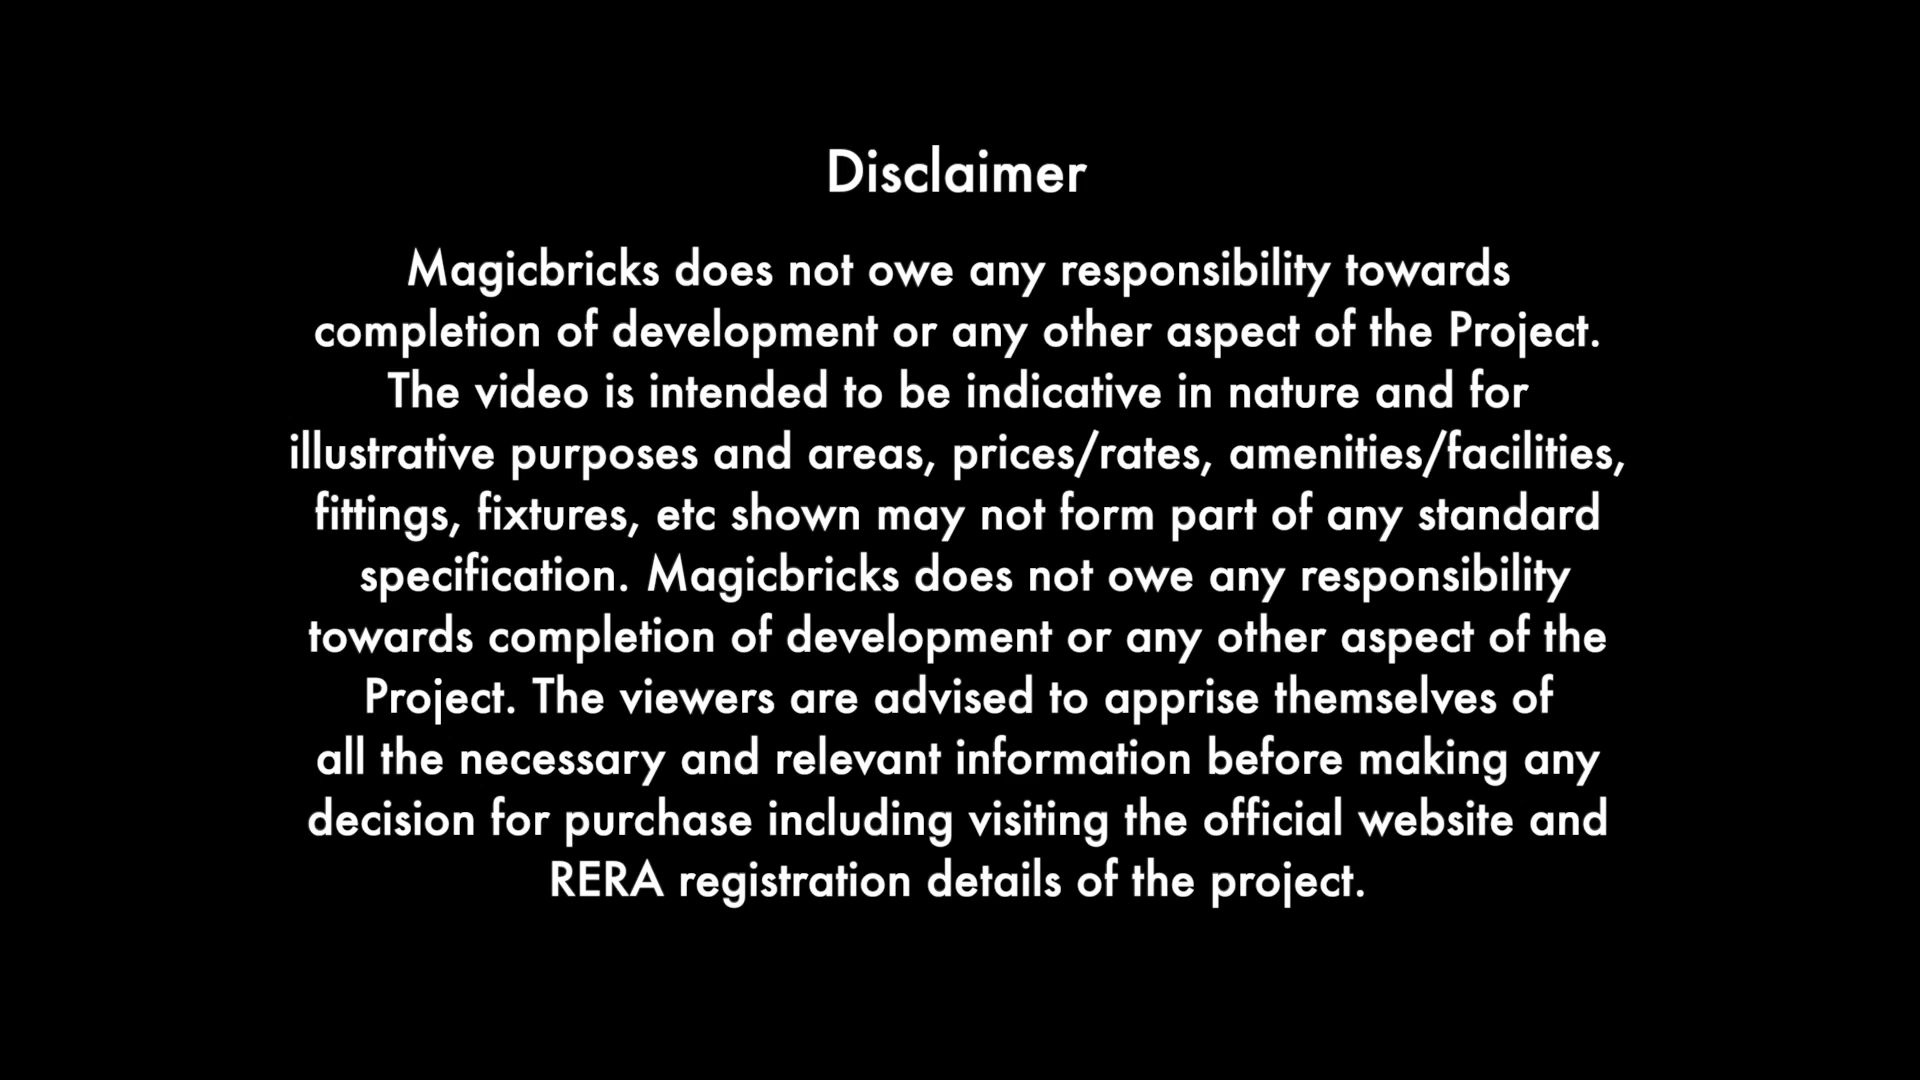 Disclaimer
Magicbricks does not owe any responsibility towards
completion of development or any other aspect of the Project.
The video is intended to be indicative in nature and for
illustrative purposes and areas, prices/rates, amenities/facilities,
fittings, fixtures, etc shown may not form part of any standard
specification. Magicbricks does not owe any responsibility
towards completion of development or any other aspect of the
Project. The viewers are advised to apprise themselves of
all the necessary and relevant information before making any
decision for purchase including visiting the official website and
RERA registration details of the project.